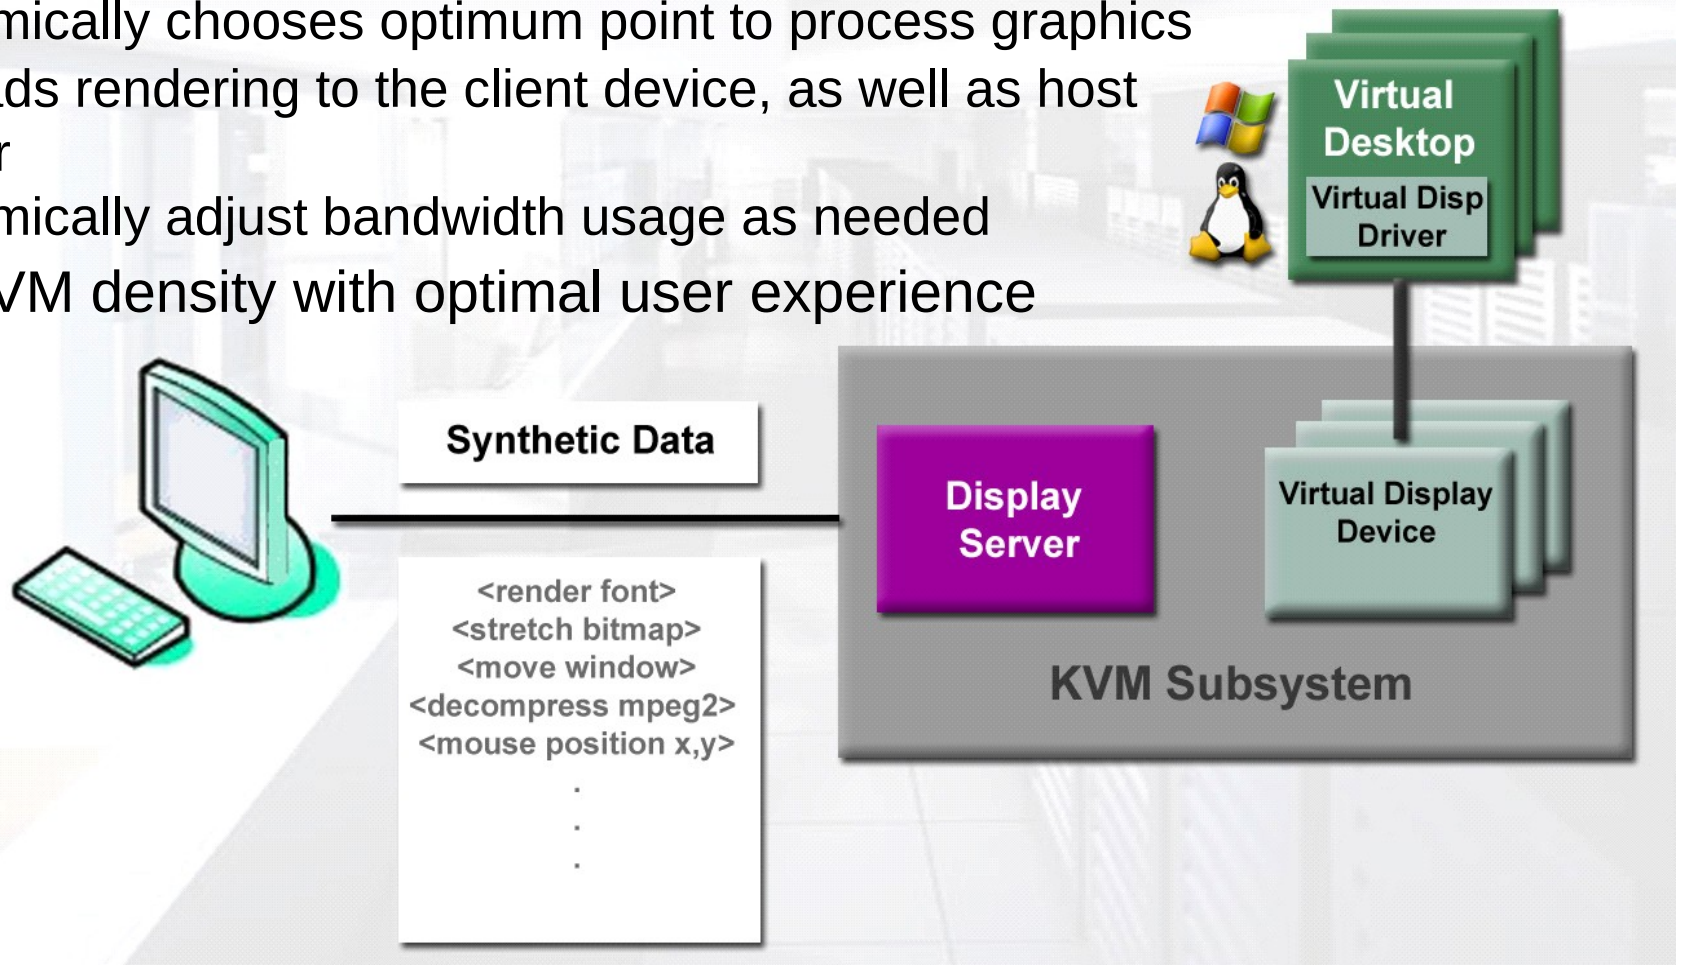 mically chooses optimum point to process graphics
ds rendering to the client device, as well as host
r
mically adjust bandwidth usage as needed
VM density with optimal user experience
Virtual
Desktop
Virtual Disp
Driver
Synthetic Data
<render font>
<stretch bitmap>
<move window>
<decompress mpeg2>
<mouse position x,y>
.
.
.
Display
Server
Virtual Display
Device
KVM Subsystem